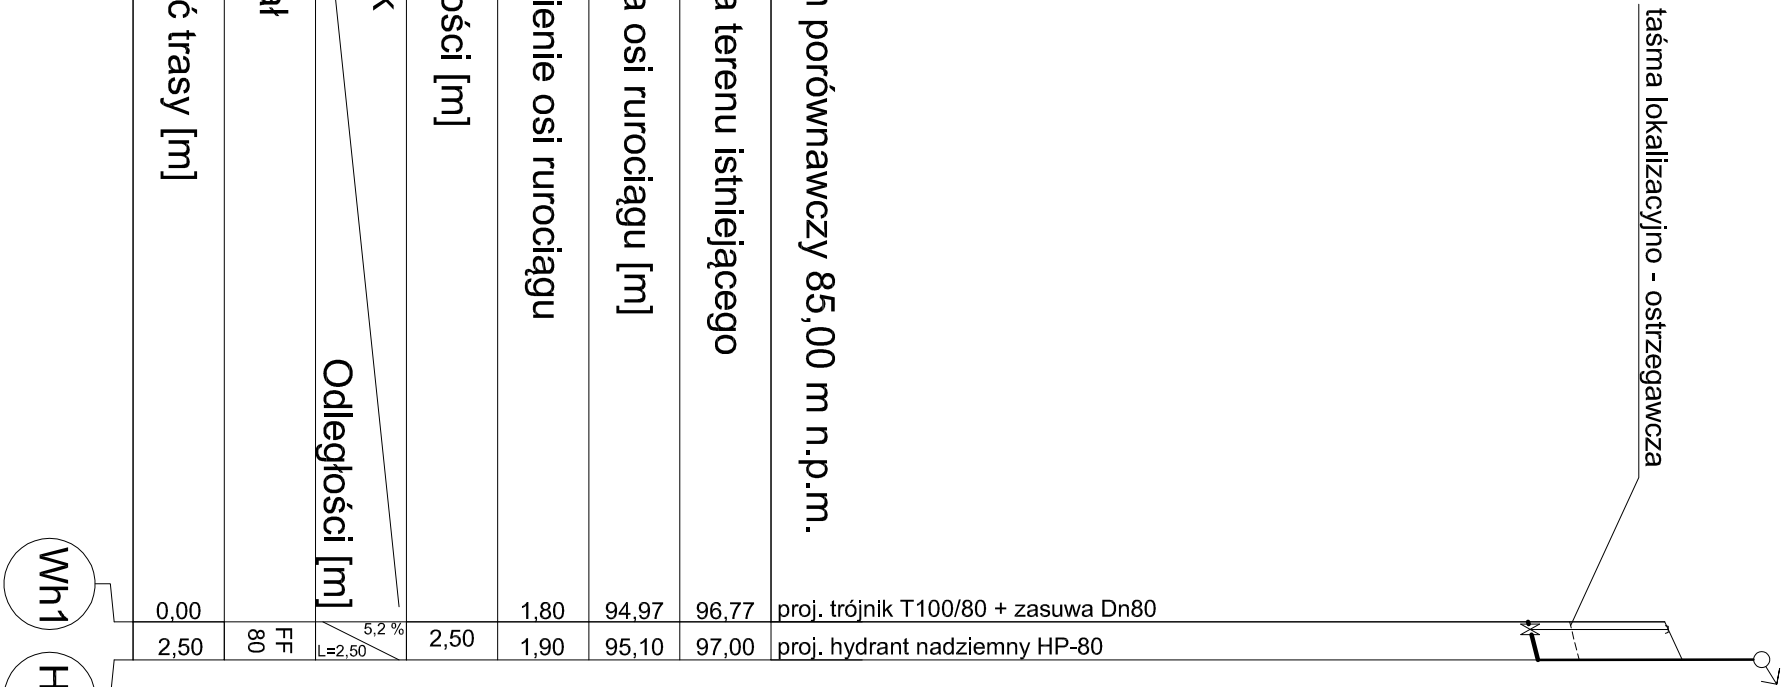 taśma lokalizacyjno - ostrzegawcza
m porównawczy 85,00 m n.p.m.
a terenu istniejącego
a osi rurociągu [m]
ienie osi rurociągu
ości [m]
k
Odległości [m]
ał
ć trasy [m]
0,00
1,80
94,97
96,77
proj. trójnik T100/80 + zasuwa Dn80
2,50
FF
80
5,2 %
L=2,50
2,50
1,90
95,10
97,00
proj. hydrant nadziemny HP-80
Wh1
H